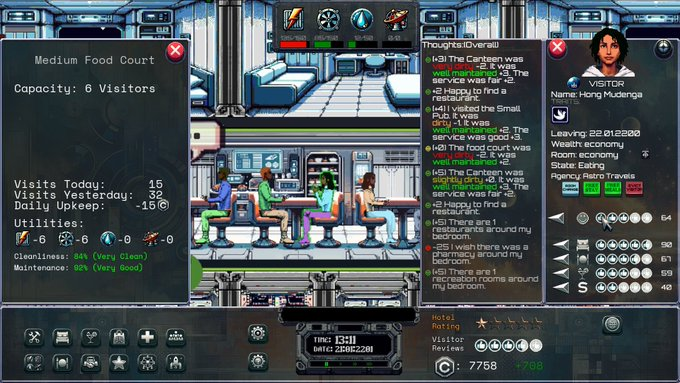 Medium Food Court
Capacity: 6 Visitors
Visits Today: 15
Visits Yesterday: 32
Daily Upkeep: -15
Utilities:
-6 -6 -0 -0
Cleanliness: 84% (Very Clean)
Maintenance: 92% (Very Good)
Thoughts:(Overall)
(+3) The Canteen was
very dirty -2. It was
well maintained +3. The
service was fair +2.
+2 Happy to find a
restaurant.
(+4) I visited the Small
Pub. It was
dirty -1. It was
well maintained +2. The
service was good +3.
(+0) The food court was
very dirty -2. It was
well maintained +2.
(+5) The Canteen was
slightly dirty +0. It was
well maintained +3. The
service was fair +2.
+2 Happy to find a
restaurant.
(+5) There are 1
restaurants around my
bedroom.
-25 I wish there was a
pharmacy around my
bedroom.
(+5) There are 1
recreation rooms around
my bedroom.
VISITOR
Name: Hong Mudenga
TRAITS:
Leaving: 22.01.2200
Wealth: economy
Room: economy
State: Eating
Agency: Astro Travels
64
90
67
59
S 40
TIME: 13:11
DATE: 21:01:2201
Hotel
Rating
Visitor
Reviews
C: 7758 +708